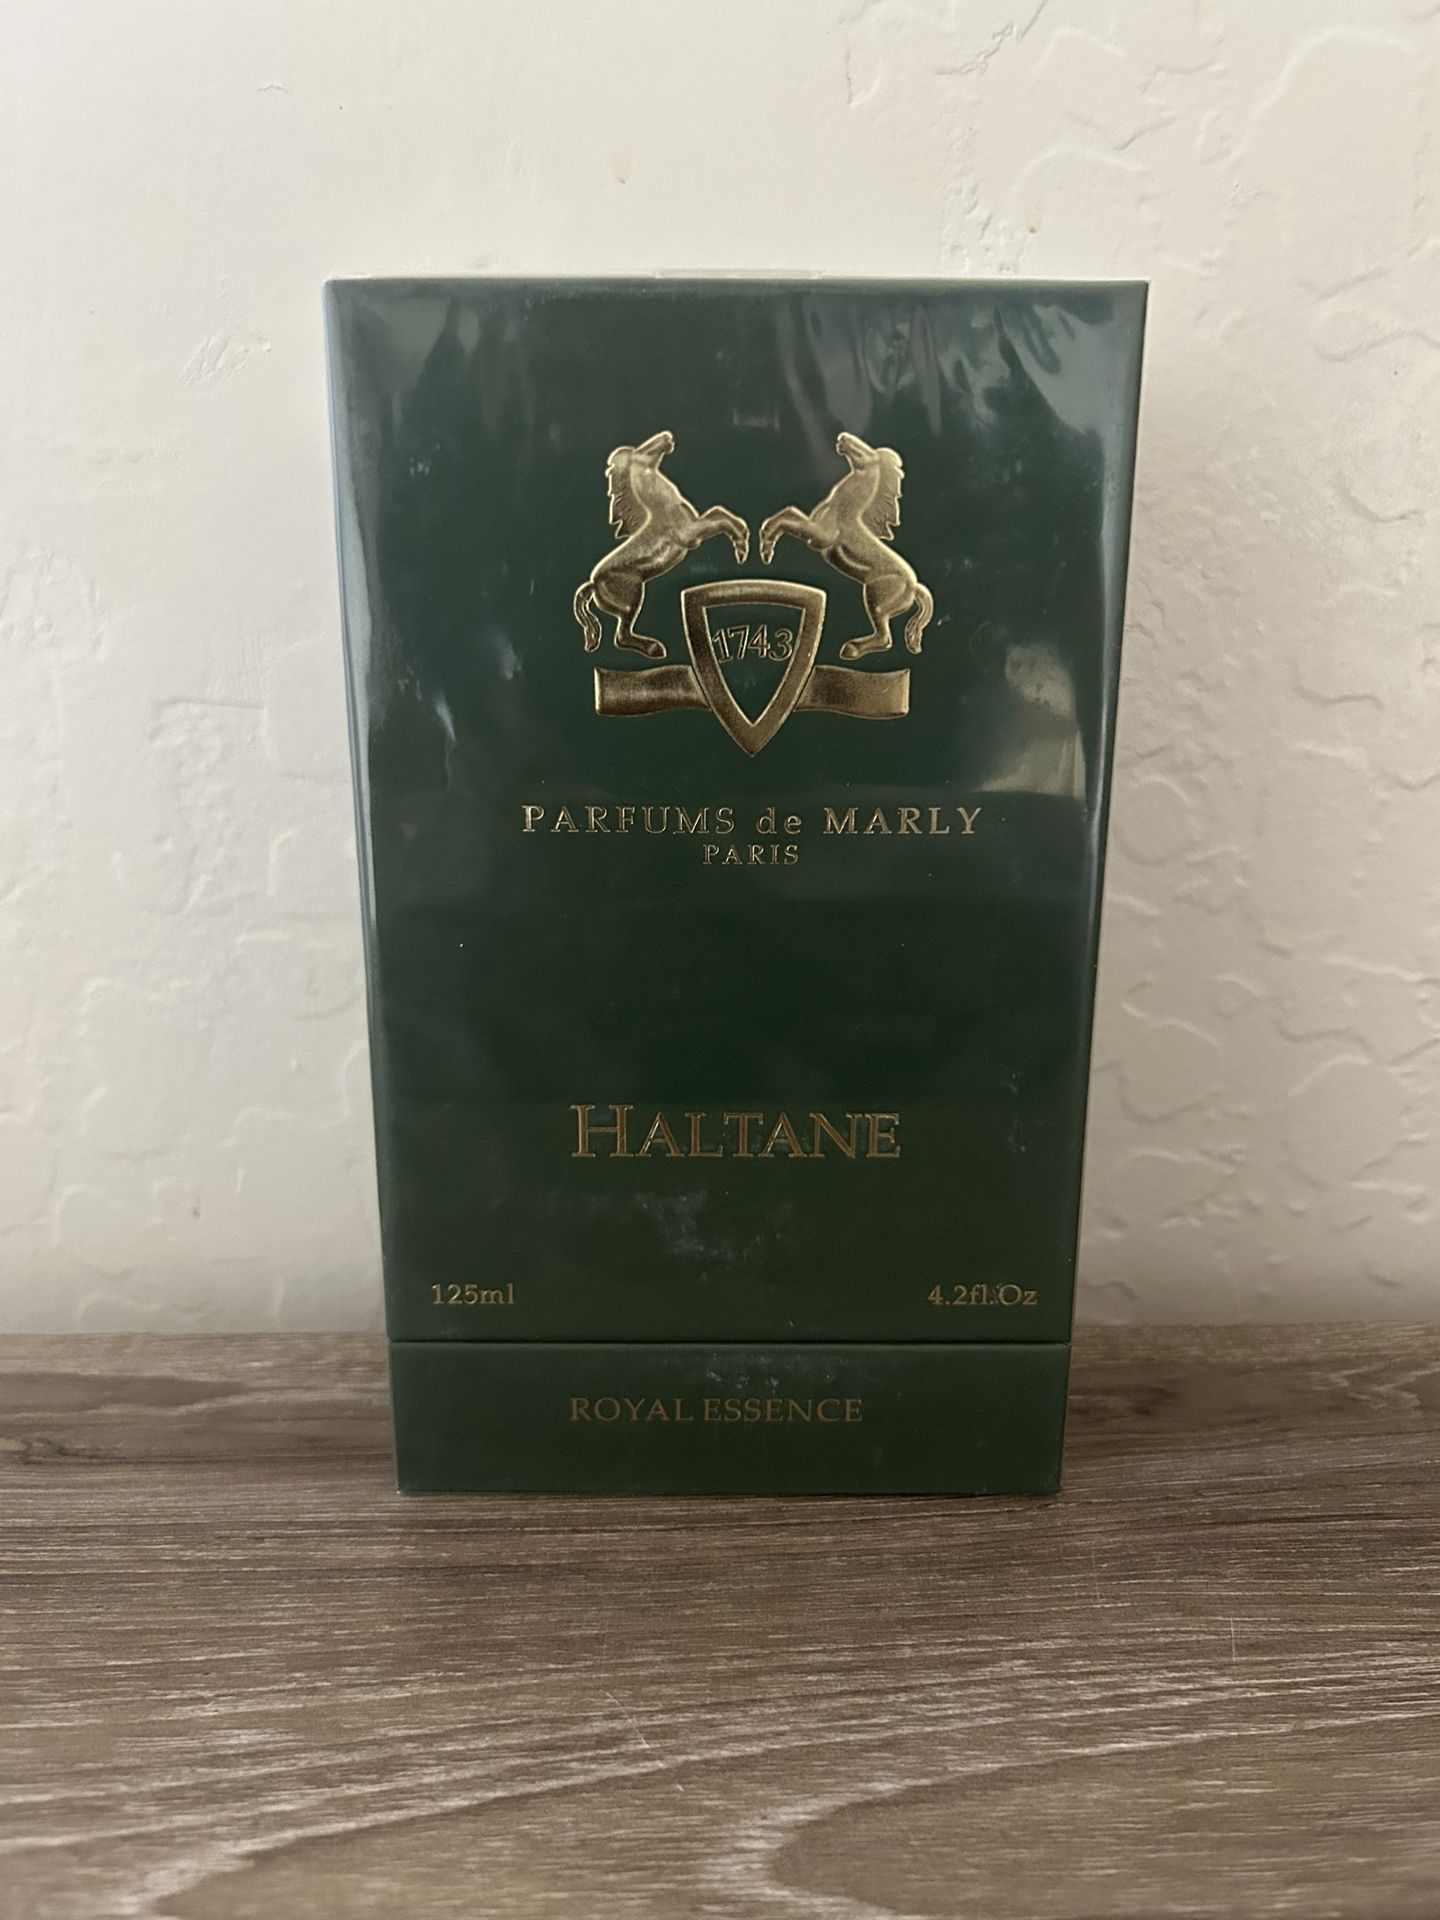 1743
PARFUMS de MARLY
PARIS
HALTANE
125ml 4.2fl.Oz
ROYAL ESSENCE